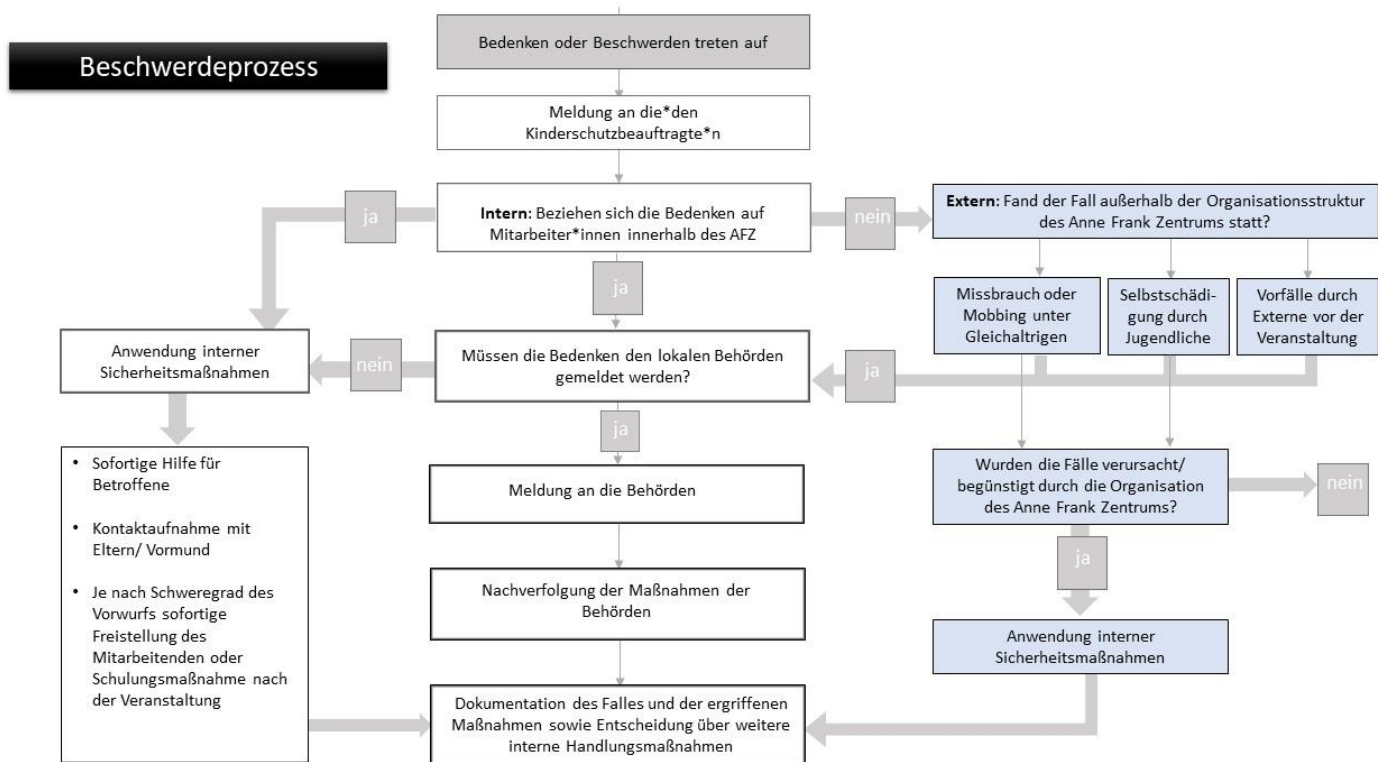 Beschwerdeprozess
Bedenken oder Beschwerden treten auf
Meldung an die*den
Kinderschutzbeauftragte*n
ja
Intern: Beziehen sich die Bedenken auf
Mitarbeiter*innen innerhalb des AFZ
nein
Extern: Fand der Fall außerhalb der Organisationsstruktur
des Anne Frank Zentrums statt?
ja
Missbrauch oder
Mobbing unter
Gleichaltrigen
Selbstschädi-
gung durch
Jugendliche
Vorfälle durch
Externe vor der
Veranstaltung
Anwendung interner
Sicherheitsmaßnahmen
nein
Müssen die Bedenken den lokalen Behörden
gemeldet werden?
ja
ja
• Sofortige Hilfe für
Betroffene
• Kontaktaufnahme mit
Eltern/ Vormund
• Je nach Schweregrad des
Vorwurfs sofortige
Freistellung des
Mitarbeitenden oder
Schulungsmaßnahme nach
der Veranstaltung
Meldung an die Behörden
Wurden die Fälle verursacht/
begünstigt durch die Organisation
des Anne Frank Zentrums?
nein
ja
Nachverfolgung der Maßnahmen der
Behörden
Anwendung interner
Sicherheitsmaßnahmen
Dokumentation des Falles und der ergriffenen
Maßnahmen sowie Entscheidung über weitere
interne Handlungsmaßnahmen